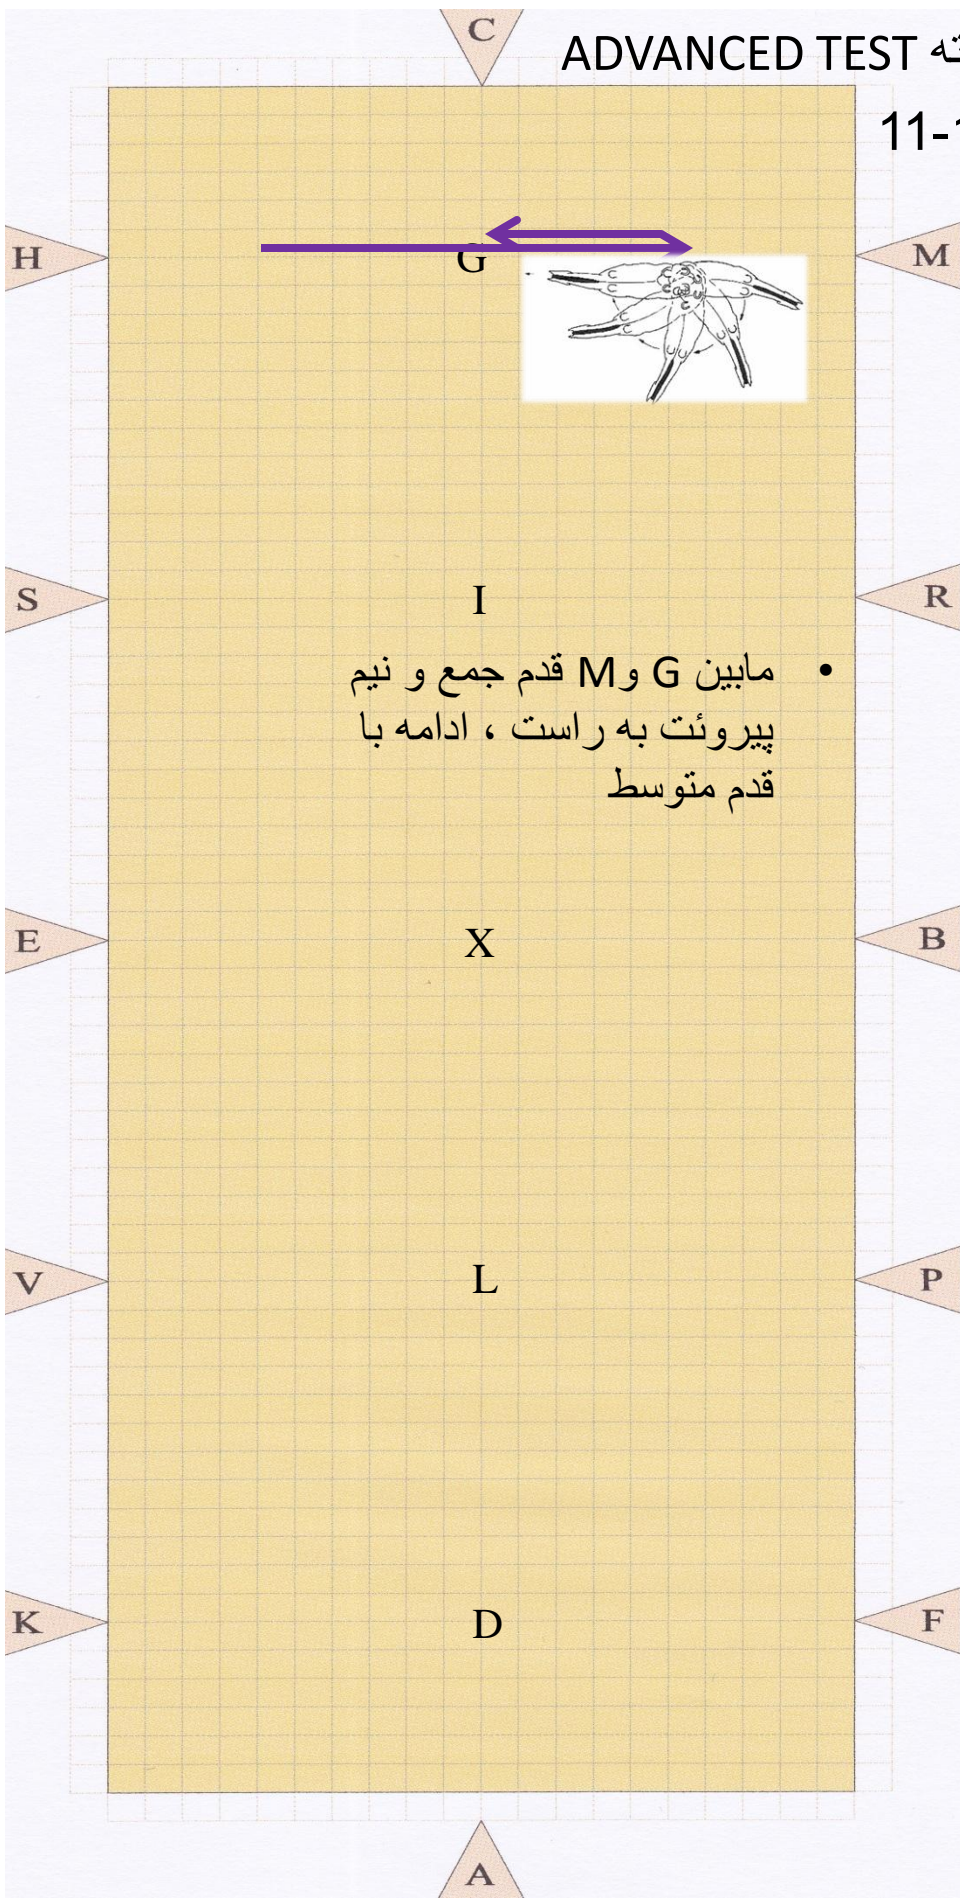 C
ADVANCED TEST
11-
H
G
M
S
I
R
• مابین G و M قدم جمع و نیم
پیروئت به راست ، ادامه با
قدم متوسط
E
X
B
V
L
P
K
D
F
A